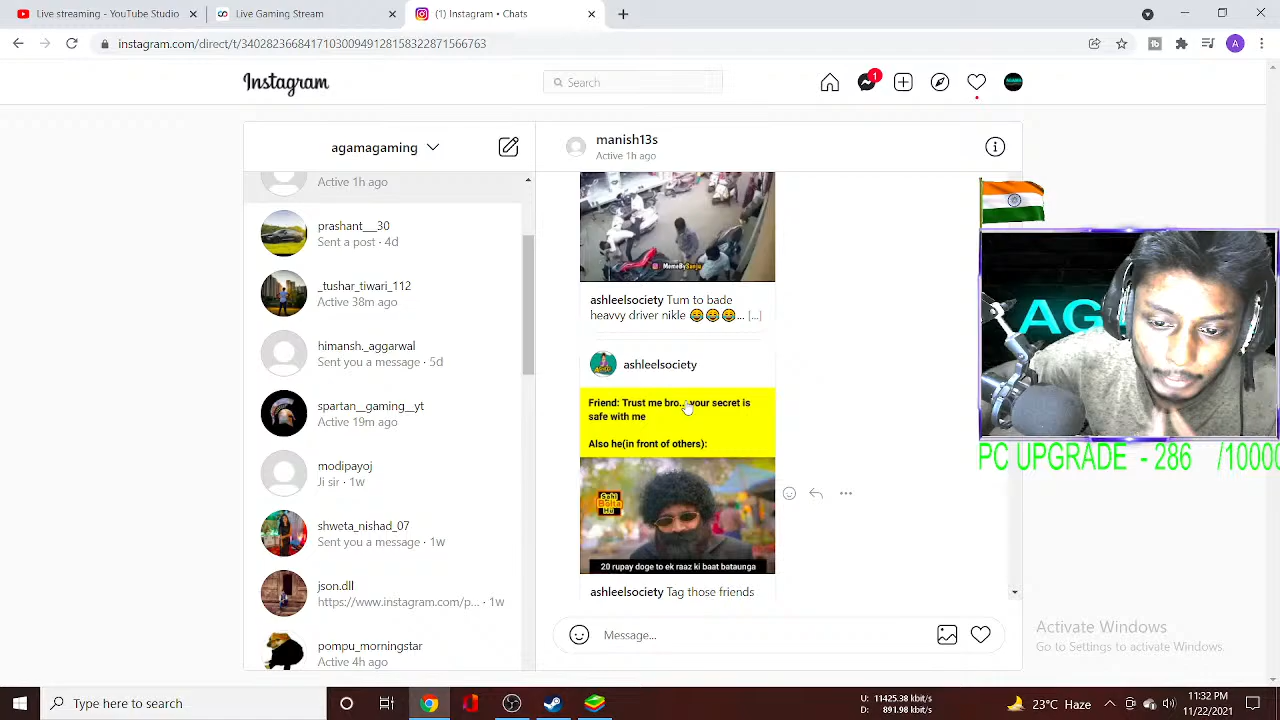 Live streaming - YouTube Studio
Live Gaming Stream
(1) Instagram • Chats
instagram.com/direct/t/340282366841710300949128158322871566763
A
Instagram
Search
1
agamagaming
manish13s
Active 1h ago
Active 1h ago
prashant__30
Sent a post · 4d
_tushar_tiwari_112
Active 38m ago
himansh_oggarwal
Sent you a message · 5d
spartan__gaming__yt
Active 19m ago
modipayoj
Ji sir · 1w
shweta_nishad_07
Sent you a message · 1w
json.dll
https://www.instagram.com/p... · 1w
pompu_morningstar
Active 4h ago
MemeBySanju
ashleelsociety Tum to bade
heavvy driver nikle 😂😂😂... [...]
ashleelsociety
Friend: Trust me bro...your secret is
safe with me
Also he(in front of others):
20 rupay doge to ek raaz ki baat bataunga
ashleelsociety Tag those friends
Message...
AG
PC UPGRADE - 286 /10000
Activate Windows
Go to Settings to activate Windows.
Type here to search
U: 11425.38 kbit/s
D: 891.98 kbit/s
23°C Haze
11:32 PM
11/22/2021